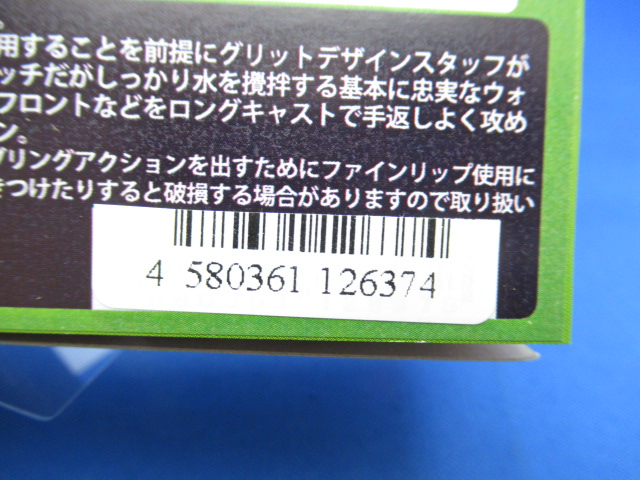 用することを前提にグリットデザインスタッフが
ッチだがしっかり水を攪拌する基本に忠実なウォ
フロントなどをロングキャストで手返しよく攻め
ン。
ブリングアクションを出すためにファインリップ使用に
きつけたりすると破損する場合がありますので取り扱い
4 580361 126374